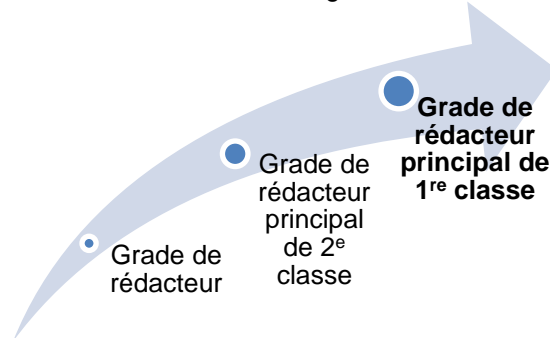 Grade de
rédacteur
Grade de
rédacteur
principal
de 2e
classe
Grade de
rédacteur
principal de
1re classe